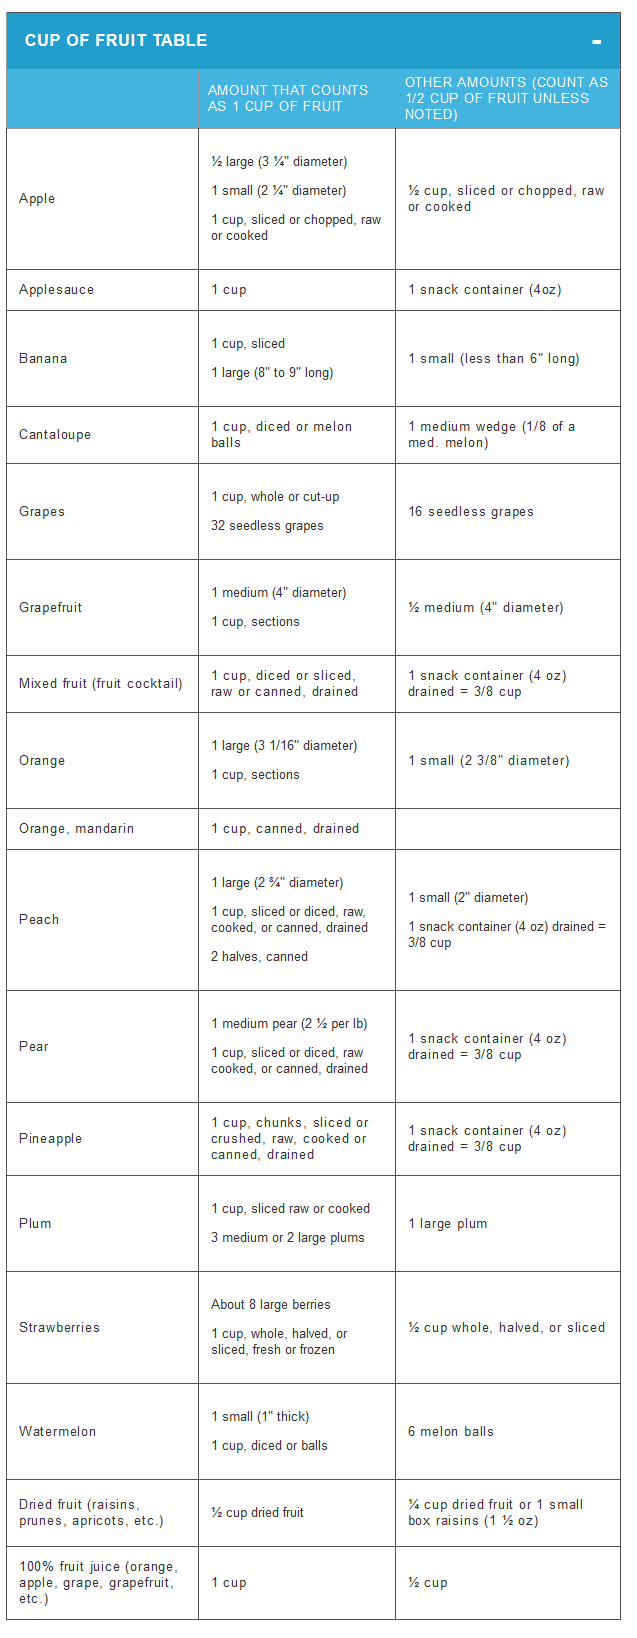 CUP OF FRUIT TABLE
-
AMOUNT THAT COUNTS
AS 1 CUP OF FRUIT
OTHER AMOUNTS (COUNT AS
1/2 CUP OF FRUIT UNLESS
NOTED)
Apple
½ large (3 ¼" diameter)
1 small (2 ¼" diameter)
1 cup, sliced or chopped, raw
or cooked
½ cup, sliced or chopped, raw
or cooked
Applesauce
1 cup
1 snack container (4oz)
Banana
1 cup, sliced
1 large (8" to 9" long)
1 small (less than 6" long)
Cantaloupe
1 cup, diced or melon
balls
1 medium wedge (1/8 of a
med. melon)
Grapes
1 cup, whole or cut-up
32 seedless grapes
16 seedless grapes
Grapefruit
1 medium (4" diameter)
1 cup, sections
½ medium (4" diameter)
Mixed fruit (fruit cocktail)
1 cup, diced or sliced,
raw or canned, drained
1 snack container (4 oz)
drained = 3/8 cup
Orange
1 large (3 1/16" diameter)
1 cup, sections
1 small (2 3/8" diameter)
Orange, mandarin
1 cup, canned, drained
Peach
1 large (2 ¾" diameter)
1 cup, sliced or diced, raw,
cooked, or canned, drained
2 halves, canned
1 small (2" diameter)
1 snack container (4 oz) drained =
3/8 cup
Pear
1 medium pear (2 ½ per lb)
1 cup, sliced or diced, raw
cooked, or canned, drained
1 snack container (4 oz)
drained = 3/8 cup
Pineapple
1 cup, chunks, sliced or
crushed, raw, cooked or
canned, drained
1 snack container (4 oz)
drained = 3/8 cup
Plum
1 cup, sliced raw or cooked
3 medium or 2 large plums
1 large plum
Strawberries
About 8 large berries
1 cup, whole, halved, or
sliced, fresh or frozen
½ cup whole, halved, or sliced
Watermelon
1 small (1" thick)
1 cup, diced or balls
6 melon balls
Dried fruit (raisins,
prunes, apricots, etc.)
½ cup dried fruit
¼ cup dried fruit or 1 small
box raisins (1 ½ oz)
100% fruit juice (orange,
apple, grape, grapefruit,
etc.)
1 cup
½ cup